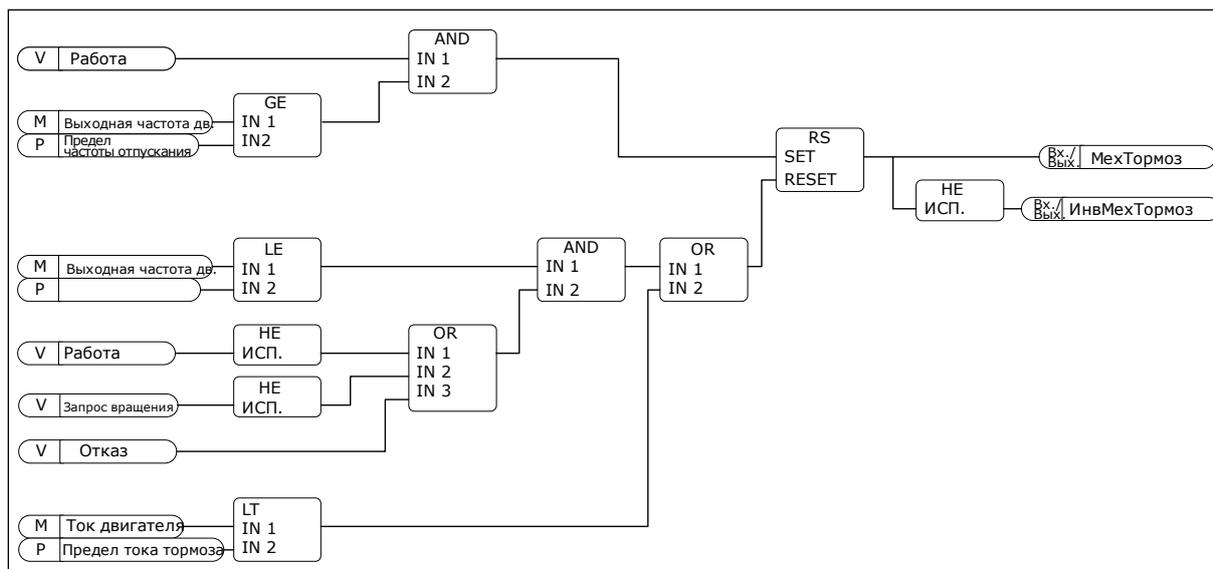 V Работа
AND
IN 1
IN 2
M Выходная частота дв.
P Предел
частоты отпускания
GE
IN 1
IN2
RS
SET
RESET
Вх./
Вых. МехТормоз
НЕ
ИСП.
Вх./
Вых. ИнвМехТормоз
M Выходная частота дв.
P
LE
IN 1
IN 2
AND
IN 1
IN 2
OR
IN 1
IN 2
V Работа
НЕ
ИСП.
OR
IN 1
IN 2
IN 3
V Запрос вращения
НЕ
ИСП.
V Отказ
M Ток двигателя
P Предел тока тормоза
LT
IN 1
IN 2